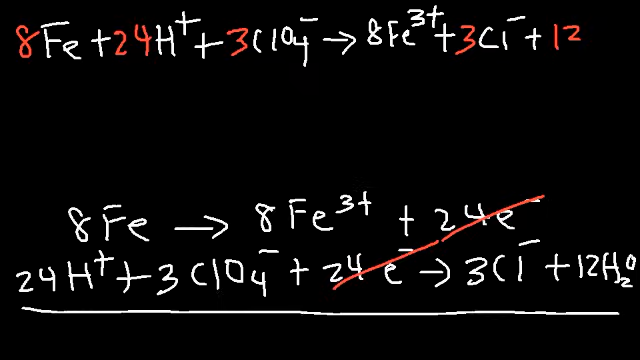 8Fe + 24H⁺ + 3ClO₄⁻ → 8Fe³⁺ + 3Cl⁻ + 12
8Fe → 8Fe³⁺ + 24e⁻
24H⁺ + 3ClO₄⁻ + 24e⁻ → 3Cl⁻ + 12H₂O